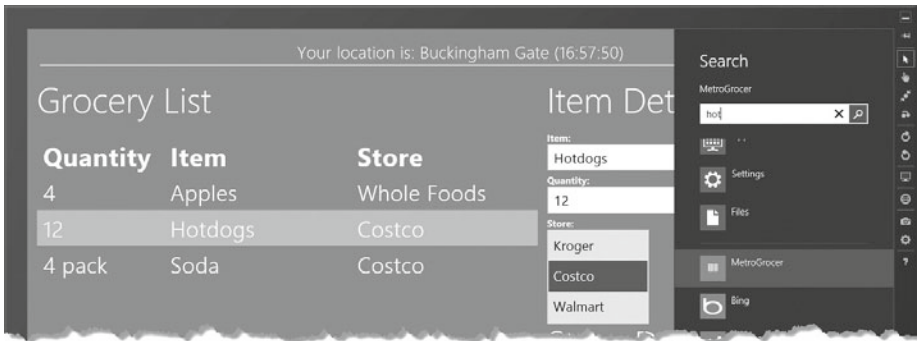 Your location is: Buckingham Gate (16:57:50)
Grocery List
Quantity Item Store
4 Apples Whole Foods
12 Hotdogs Costco
4 pack Soda Costco
Item Det
Item:
Hotdogs
Quantity:
12
Store:
Kroger
Costco
Walmart
Search
MetroGrocer
hot
Settings
Files
MetroGrocer
Bing